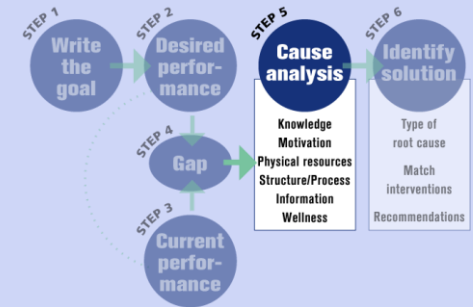 STEP 1
Write
the
goal
STEP 2
Desired
perfor-
mance
STEP 4
Gap
STEP 3
Current
perfor-
mance
STEP 5
Cause
analysis
Knowledge
Motivation
Physical resources
Structure/Process
Information
Wellness
STEP 6
Identify
solution
Type of
root cause
Match
interventions
Recommendations